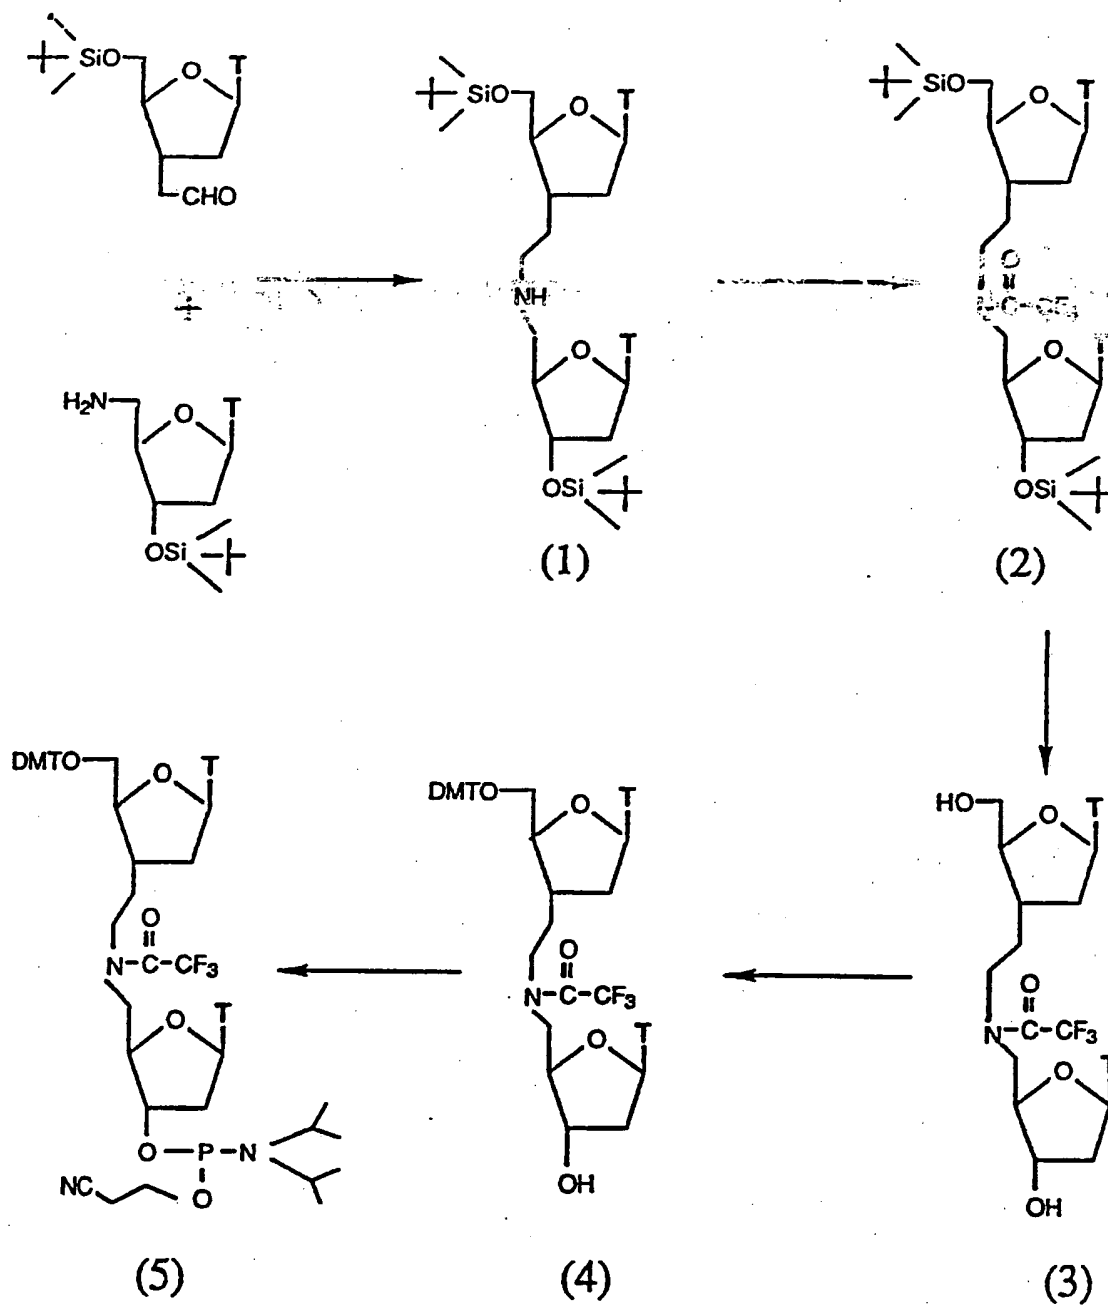 SiO
O
T
CHO
+
H₂N
O
T
OSi
SiO
O
T
NH
O
T
OSi
(1)
SiO
O
T
O
C
CF₃
O
T
OSi
(2)
HO
O
T
O
N–C–CF₃
O
T
OH
(3)
DMTO
O
T
O
N–C–CF₃
O
T
OH
(4)
DMTO
O
T
O
N–C–CF₃
O
T
O–P–N
NC
O
(5)